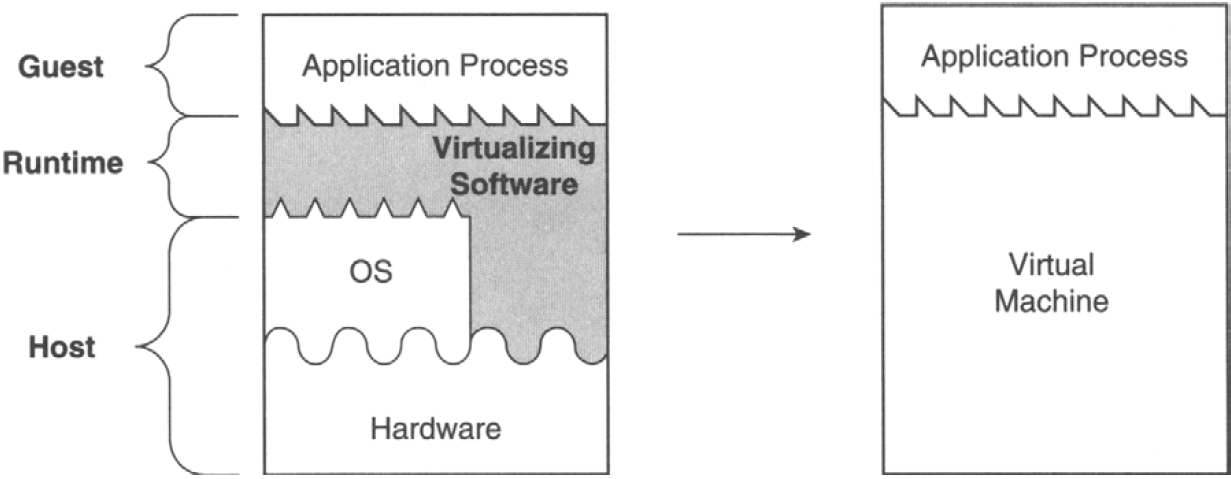 Guest
Runtime
Host
Application Process
Virtualizing
Software
OS
Hardware
Application Process
Virtual
Machine